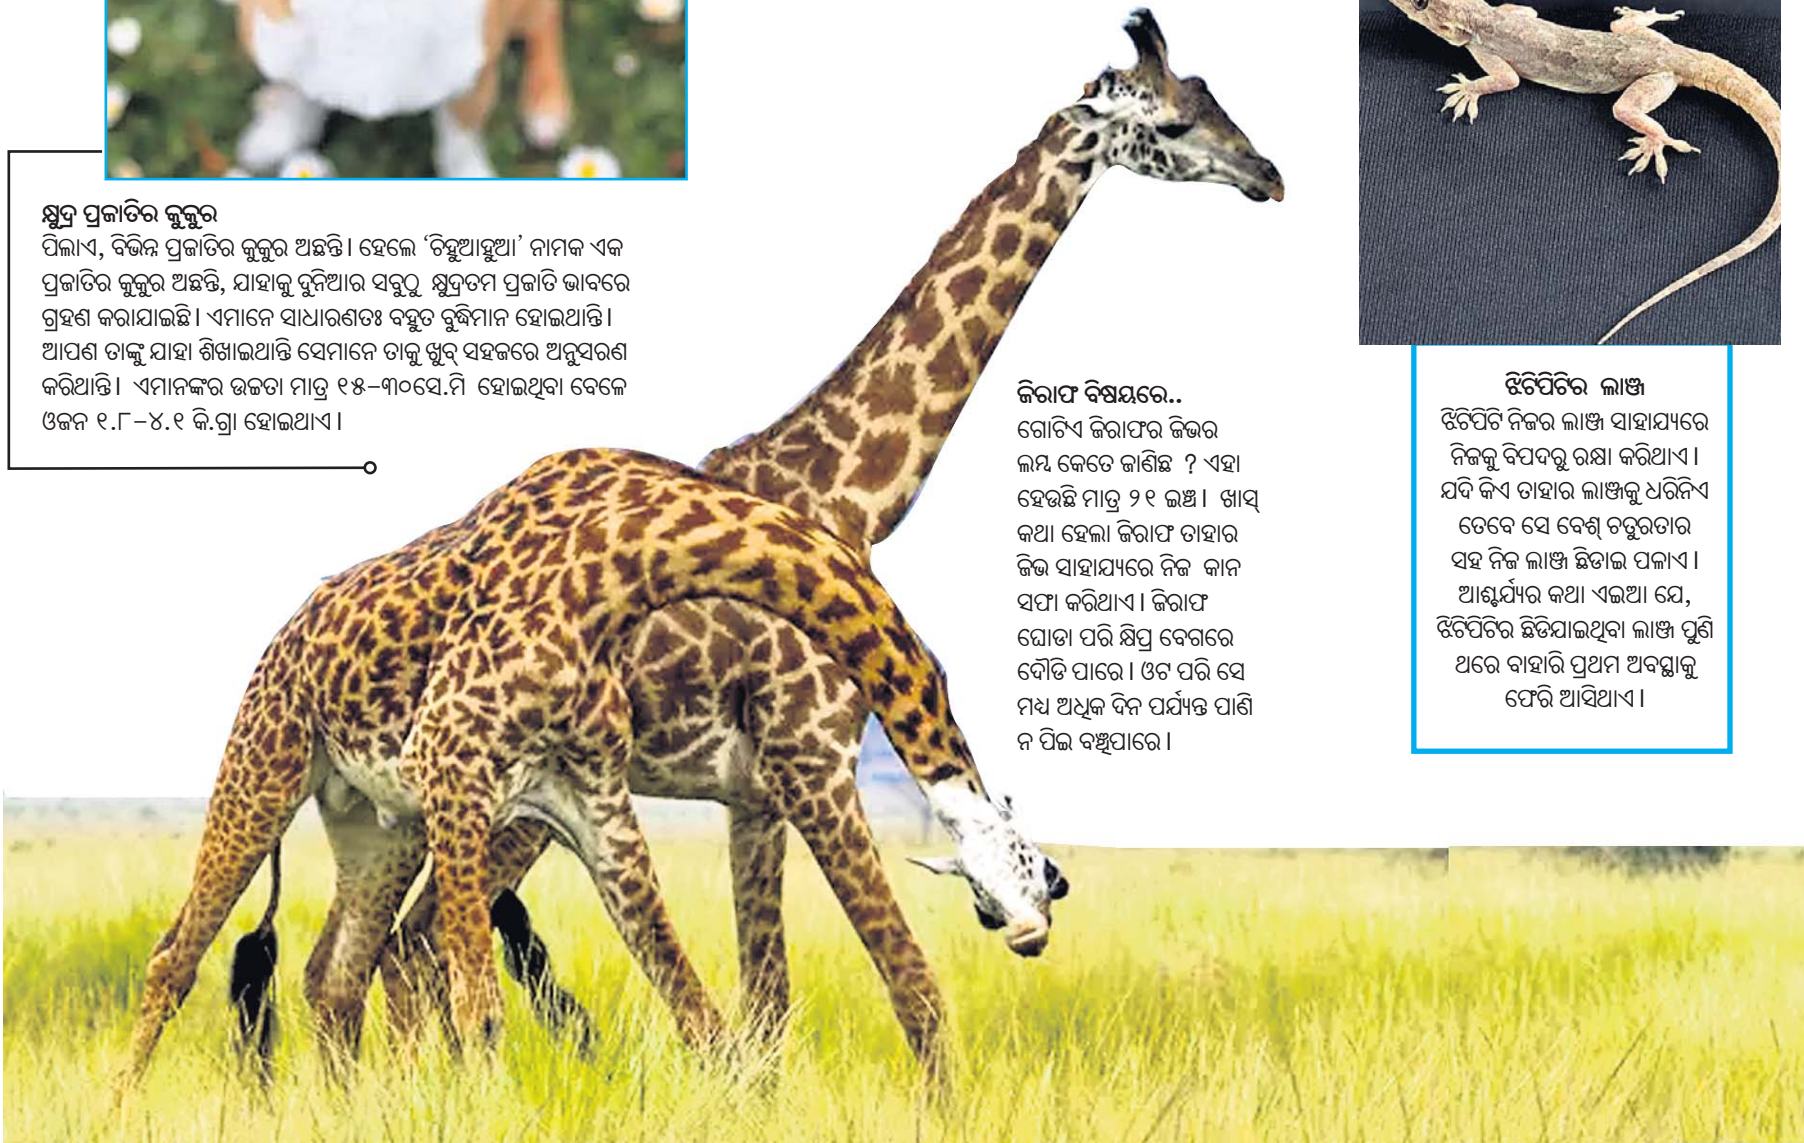 କ୍ଷୁଦ୍ର ପ୍ରଜାତିର କୁକୁର
ପିଲାଏ, ବିଭିନ୍ନ ପ୍ରଜାତିର କୁକୁର ଅଛନ୍ତି । ହେଲେ ‘ଚିହୁଆହୁଆ’ ନାମକ ଏକ
ପ୍ରଜାତିର କୁକୁର ଅଛନ୍ତି, ଯାହାକୁ ଦୁନିଆର ସବୁଠୁ କ୍ଷୁଦ୍ରତମ ପ୍ରଜାତି ଭାବରେ
ଗ୍ରହଣ କରାଯାଇଛି । ଏମାନେ ସାଧାରଣତଃ ବହୁତ ବୁଦ୍ଧିମାନ ହୋଇଥାନ୍ତି ।
ଆପଣ ତାଙ୍କୁ ଯାହା ଶିଖାଇଥାନ୍ତି ସେମାନେ ତାକୁ ଖୁବ୍ ସହଜରେ ଅନୁସରଣ
କରିଥାନ୍ତି । ଏମାନଙ୍କର ଉଚ୍ଚତା ମାତ୍ର ୧୫–୩୦ସେ.ମି ହୋଇଥିବା ବେଳେ
ଓଜନ ୧.୮–୪.୧ କି.ଗ୍ରା ହୋଇଥାଏ ।
ଜିରାଫ ବିଷୟରେ..
ଗୋଟିଏ ଜିରାଫର ଜିଭର
ଲମ୍ବ କେତେ ଜାଣିଛ ? ଏହା
ହେଉଛି ମାତ୍ର ୨୧ ଇଞ୍ଚ । ଖାସ୍
କଥା ହେଲା ଜିରାଫ ତାହାର
ଜିଭ ସାହାଯ୍ୟରେ ନିଜ କାନ
ସଫା କରିଥାଏ । ଜିରାଫ
ଘୋଡା ପରି କ୍ଷିପ୍ର ବେଗରେ
ଦୌଡି ପାରେ । ଓଟ ପରି ସେ
ମଧ୍ୟ ଅଧିକ ଦିନ ପର୍ଯ୍ୟନ୍ତ ପାଣି
ନ ପିଇ ବଞ୍ଚିପାରେ ।
ଝିଟିପିଟିର ଲାଞ୍ଜ
ଝିଟିପିଟି ନିଜର ଲାଞ୍ଜ ସାହାଯ୍ୟରେ
ନିଜକୁ ବିପଦରୁ ରକ୍ଷା କରିଥାଏ ।
ଯଦି କିଏ ତାହାର ଲାଞ୍ଜକୁ ଧରିନିଏ
ତେବେ ସେ ବେଶ୍ ଚତୁରତାର
ସହ ନିଜ ଲାଞ୍ଜ ଛିଡାଇ ପଳାଏ ।
ଆଶ୍ଚର୍ଯ୍ୟର କଥା ଏଇଆ ଯେ,
ଝିଟିପିଟିର ଛିଡିଯାଇଥିବା ଲାଞ୍ଜ ପୁଣି
ଥରେ ବାହାରି ପ୍ରଥମ ଅବସ୍ଥାକୁ
ଫେରି ଆସିଥାଏ ।